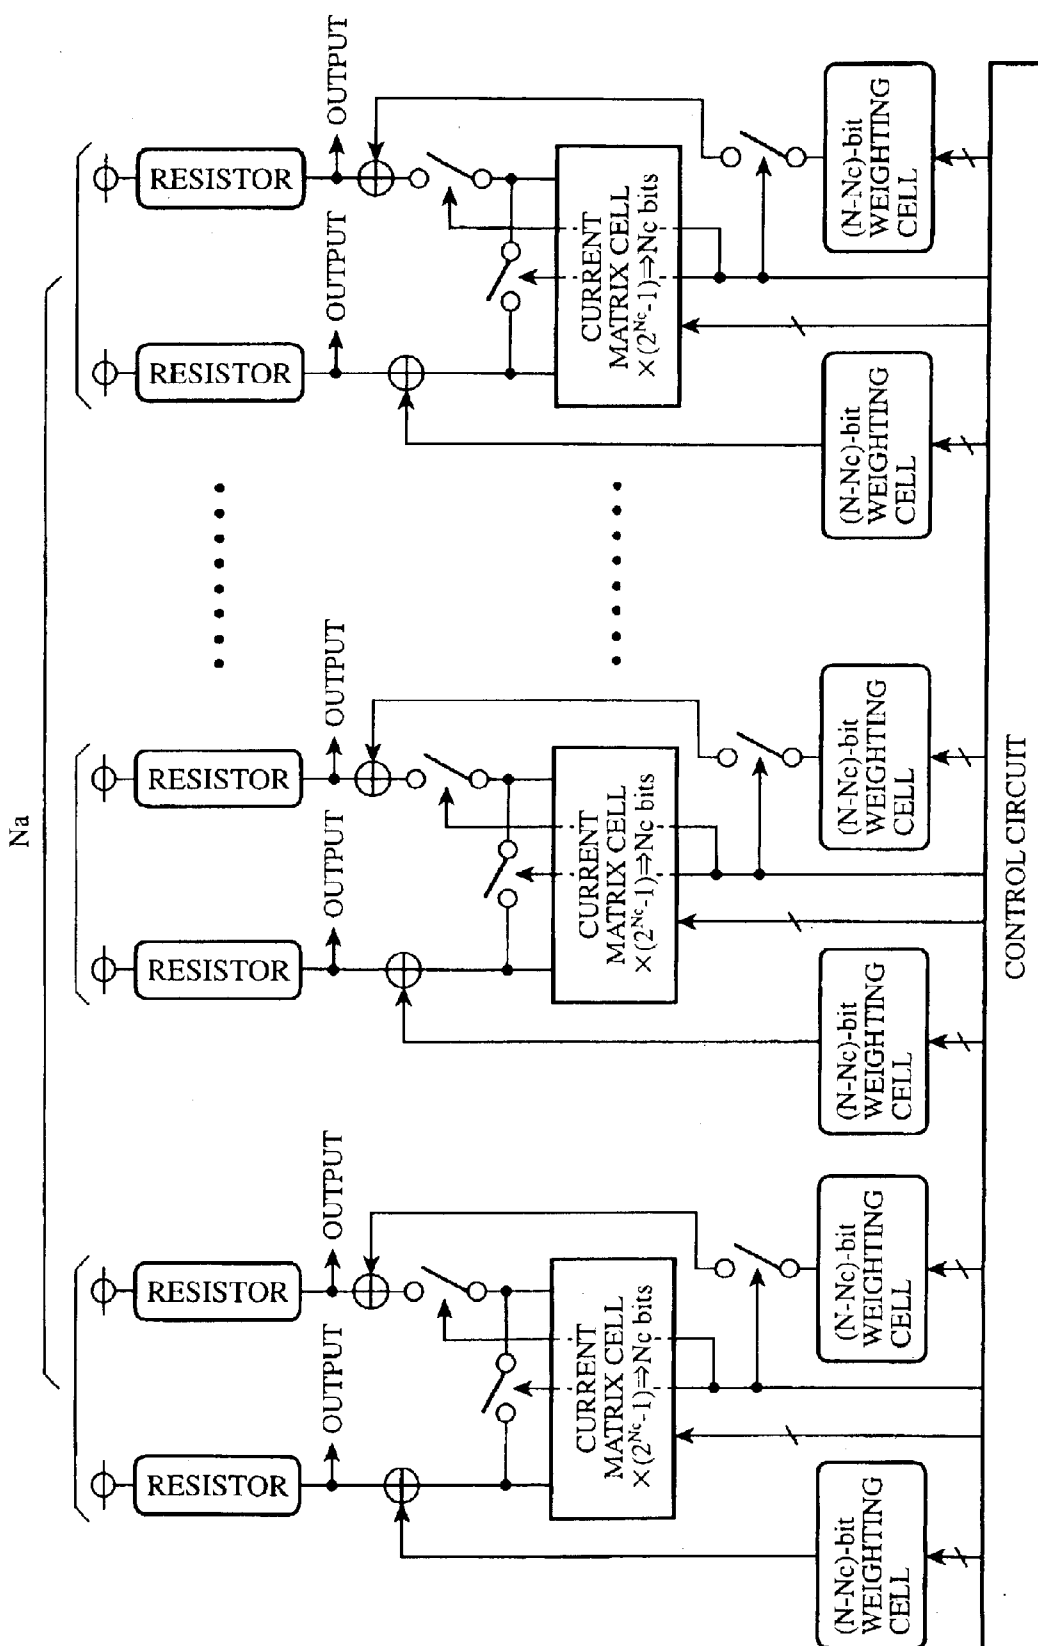 Na
RESISTOR
OUTPUT
RESISTOR
OUTPUT
CURRENT
MATRIX CELL
×(2^Nc-1)⇒Nc bits
(N-Nc)-bit
WEIGHTING
CELL
(N-Nc)-bit
WEIGHTING
CELL
RESISTOR
OUTPUT
RESISTOR
OUTPUT
CURRENT
MATRIX CELL
×(2^Nc-1)⇒Nc bits
(N-Nc)-bit
WEIGHTING
CELL
(N-Nc)-bit
WEIGHTING
CELL
RESISTOR
OUTPUT
RESISTOR
OUTPUT
CURRENT
MATRIX CELL
×(2^Nc-1)⇒Nc bits
(N-Nc)-bit
WEIGHTING
CELL
(N-Nc)-bit
WEIGHTING
CELL
CONTROL CIRCUIT